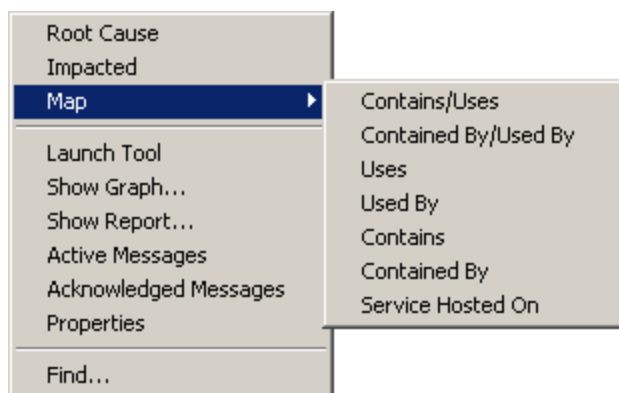 Root Cause
Impacted
Map
Launch Tool
Show Graph...
Show Report...
Active Messages
Acknowledged Messages
Properties
Find...
Contains/Uses
Contained By/Used By
Uses
Used By
Contains
Contained By
Service Hosted On